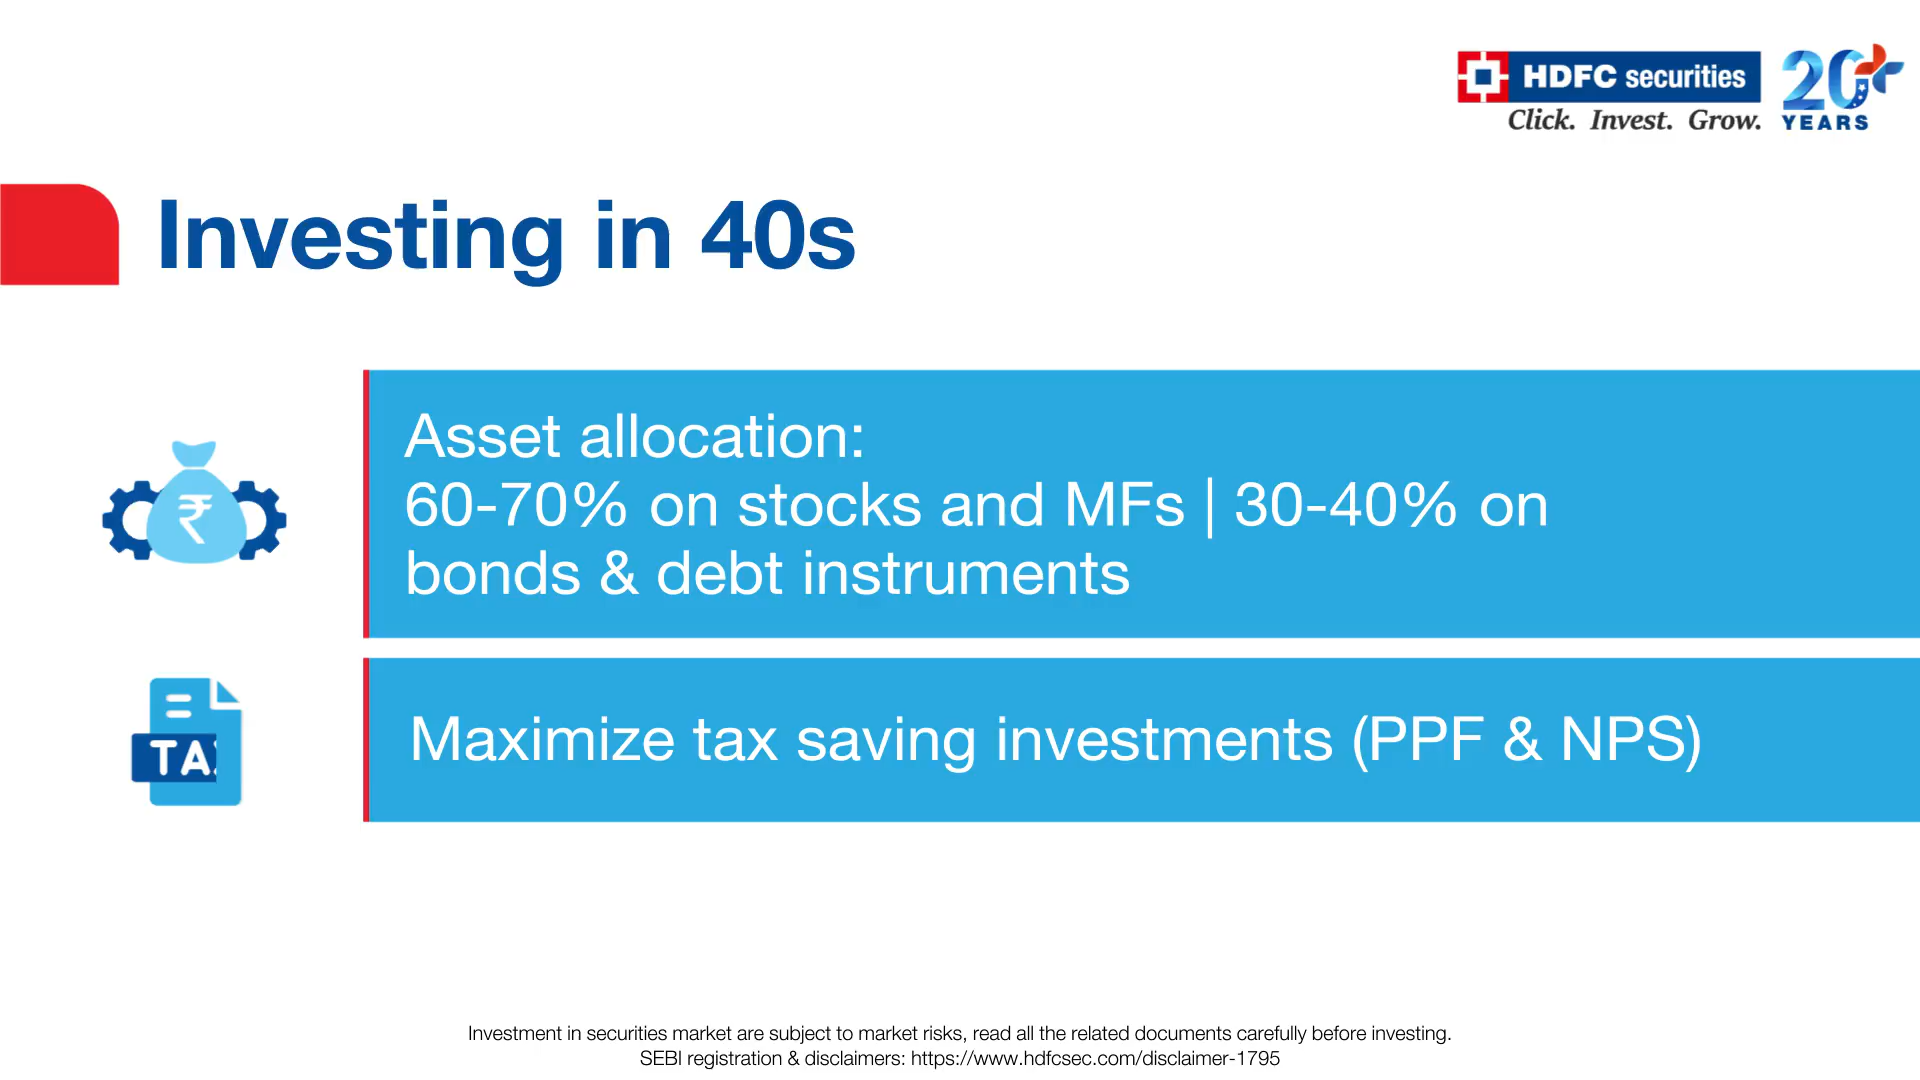 HDFC securities
Click. Invest. Grow.
20
YEARS
Investing in 40s
Asset allocation:
60-70% on stocks and MFs | 30-40% on
bonds & debt instruments
₹
TA
Maximize tax saving investments (PPF & NPS)
Investment in securities market are subject to market risks, read all the related documents carefully before investing.
SEBI registration & disclaimers: https://www.hdfcsec.com/disclaimer-1795